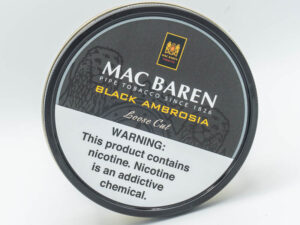 MAC BAREN
PIPE TOBACCO SINCE 1826
BLACK AMBROSIA
Loose Cut
WARNING:
This product contains
nicotine. Nicotine
is an addictive
chemical.